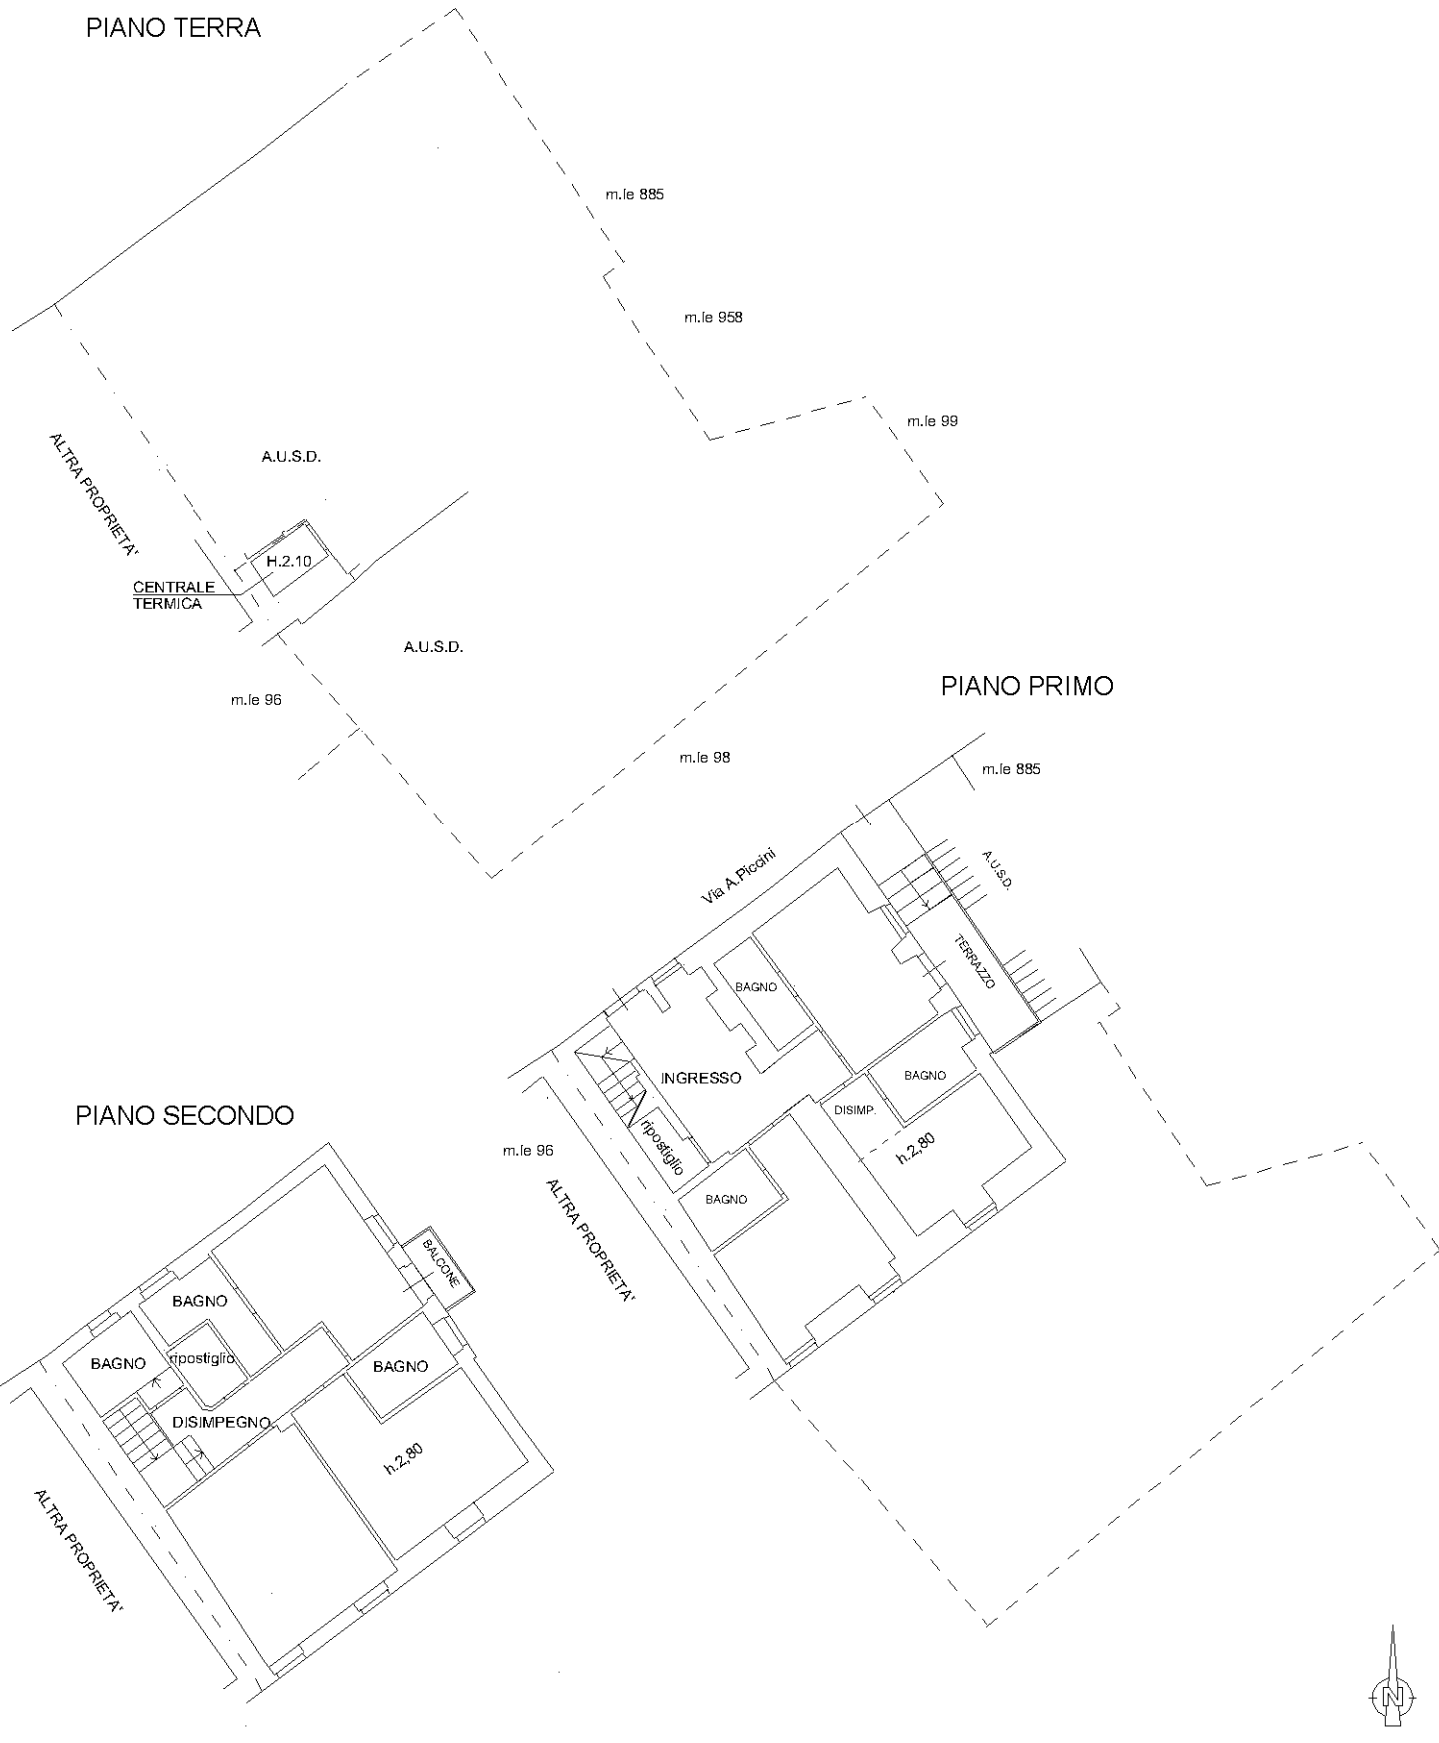 PIANO TERRA
m.le 885
m.le 958
m.le 99
ALTRA PROPRIETA'
A.U.S.D.
H.2.10
CENTRALE
TERMICA
A.U.S.D.
m.le 96
m.le 98
PIANO PRIMO
m.le 885
Via A.Piccini
A.U.S.D.
TERRAZZO
BAGNO
INGRESSO
BAGNO
DISIMP.
h.2,80
ripostiglio
BAGNO
m.le 96
ALTRA PROPRIETA'
PIANO SECONDO
BALCONE
BAGNO
BAGNO
ripostiglio
BAGNO
DISIMPEGNO
h.2,80
ALTRA PROPRIETA'
N